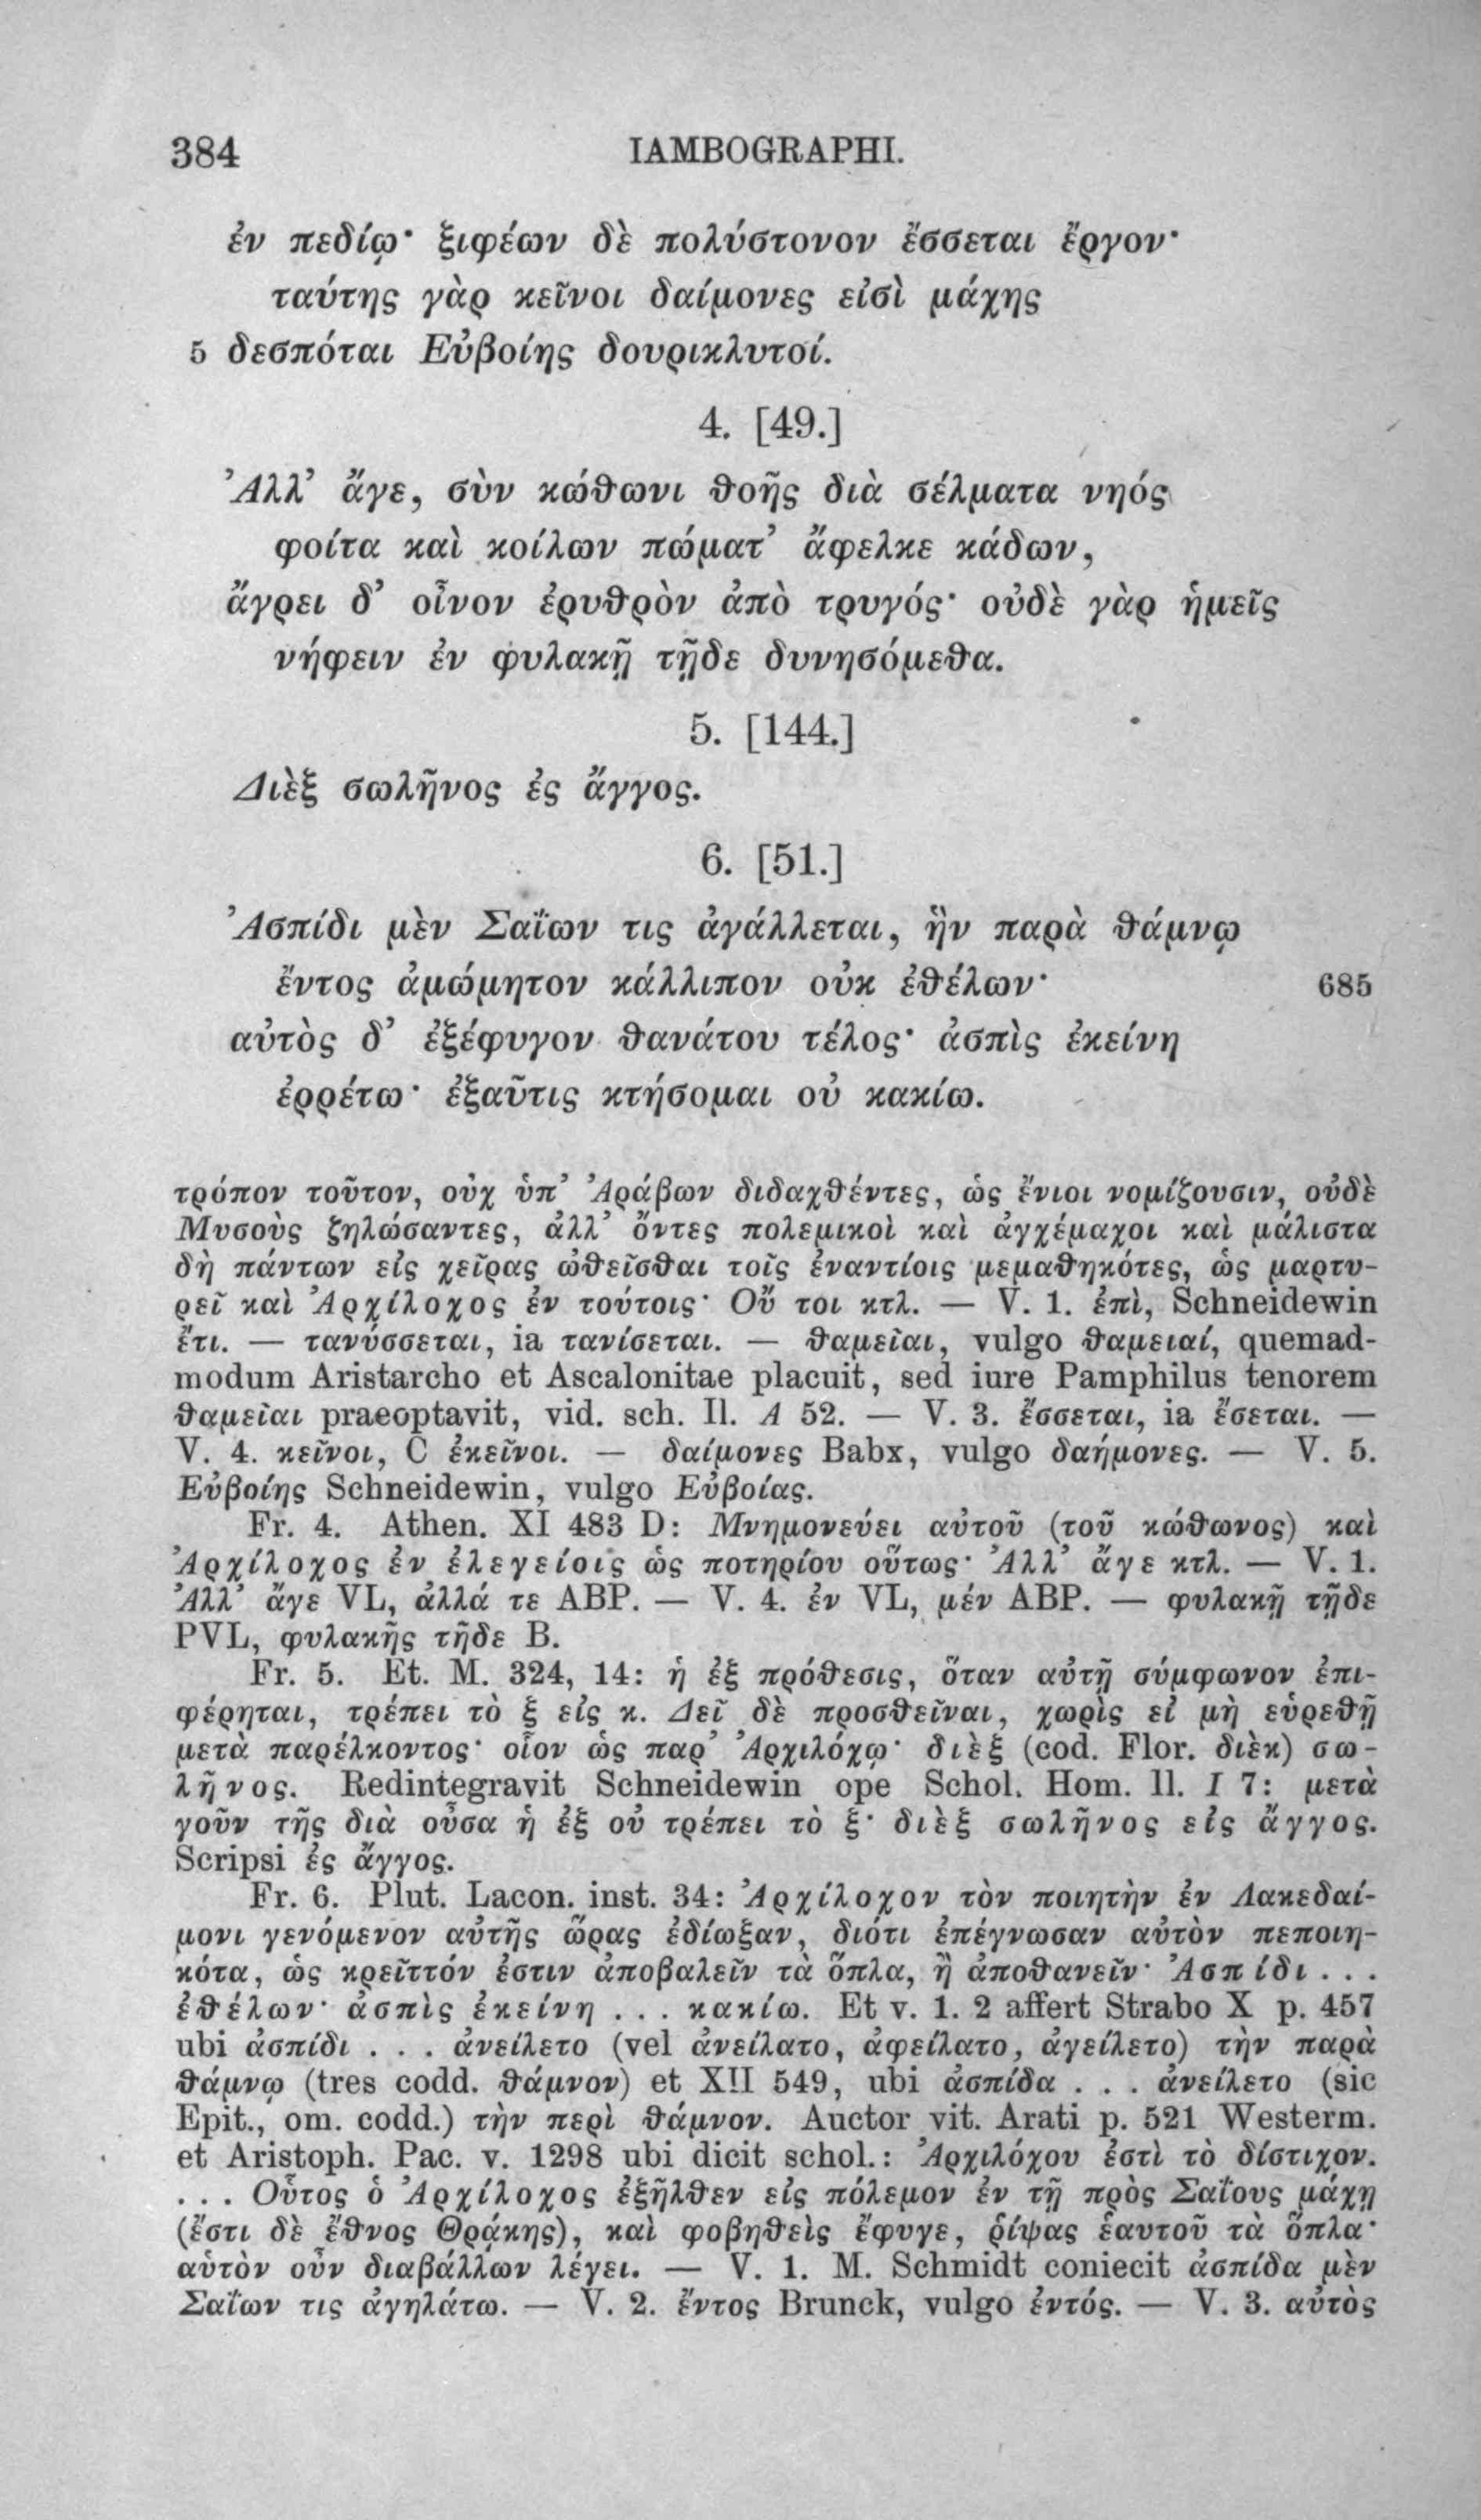 384 IAMBOGRAPHI.
ἐν πεδίῳ· ξιφέων δὲ πολύστονον ἔσσεται ἔργον·
ταύτης γὰρ κεῖνοι δαίμονες εἰσὶ μάχης
5 δεσπόται Εὐβοίης δουρικλυτοί.
4. [49.]
Ἀλλ’ ἄγε, σὺν κώθωνι θοῆς διὰ σέλματα νηός
φοίτα καὶ κοίλων πώματ’ ἄφελκε κάδων,
ἄγρει δ’ οἶνον ἐρυθρὸν ἀπὸ τρυγός· οὐδὲ γὰρ ἡμεῖς
νήφειν ἐν φυλακῇ τῇδε δυνησόμεθα.
5. [144.]
Διὲξ σωλῆνος ἐς ἄγγος.
6. [51.]
Ἀσπίδι μὲν Σαΐων τις ἀγάλλεται, ἣν παρὰ θάμνῳ
ἔντος ἀμώμητον κάλλιπον οὐκ ἐθέλων· 685
αὐτὸς δ’ ἐξέφυγον θανάτου τέλος· ἀσπὶς ἐκείνη
ἐρρέτω· ἐξαῦτις κτήσομαι οὐ κακίω.
τρόπον τοῦτον, οὐχ ὑπ’ Ἀράβων διδαχθέντες, ὡς ἔνιοι νομίζουσιν, οὐδὲ
Μυσοὺς ζηλώσαντες, ἀλλ’ ὄντες πολεμικοὶ καὶ ἀγχέμαχοι καὶ μάλιστα
δὴ πάντων εἰς χεῖρας ὠθεῖσθαι τοῖς ἐναντίοις μεμαθηκότες, ὡς μαρτυ-
ρεῖ καὶ Ἀρχίλοχος ἐν τούτοις· Οὔ τοι κτλ. — V. 1. ἐπὶ, Schneidewin
ἔτι. — τανύσσεται, ia τανίσεται. — θαμεῖαι, vulgo θαμειαί, quemad-
modum Aristarcho et Ascalonitae placuit, sed iure Pamphilus tenorem
θαμεῖαι praeoptavit, vid. sch. Il. Α 52. — V. 3. ἔσσεται, ia ἔσεται. —
V. 4. κεῖνοι, C ἐκεῖνοι. — δαίμονες Babx, vulgo δαήμονες. — V. 5.
Εὐβοίης Schneidewin, vulgo Εὐβοίας.
Fr. 4. Athen. XI 483 D: Μνημονεύει αὐτοῦ (τοῦ κώθωνος) καὶ
Ἀρχίλοχος ἐν ἐλεγείοις ὡς ποτηρίου οὕτως· Ἀλλ’ ἄγε κτλ. — V. 1.
Ἀλλ’ ἄγε VL, ἀλλά τε ABP. — V. 4. ἐν VL, μέν ABP. — φυλακῇ τῇδε
PVL, φυλακῆς τῆδε B.
Fr. 5. Et. M. 324, 14: ἡ ἐξ πρόθεσις, ὅταν αὐτῇ σύμφωνον ἐπι-
φέρηται, τρέπει τὸ ξ εἰς κ. Δεῖ δὲ προσθεῖναι, χωρὶς εἰ μὴ εὑρεθῇ
μετὰ παρέλκοντος· οἷον ὡς παρ’ Ἀρχιλόχῳ· διὲξ (cod. Flor. διὲκ) σω-
λῆνος. Redintegravit Schneidewin ope Schol. Hom. Il. I 7: μετὰ
γοῦν τῆς διὰ οὖσα ἡ ἐξ οὐ τρέπει τὸ ξ· διὲξ σωλῆνος εἰς ἄγγος.
Scripsi ἐς ἄγγος.
Fr. 6. Plut. Lacon. inst. 34: Ἀρχίλοχον τὸν ποιητὴν ἐν Λακεδαί-
μονι γενόμενον αὐτῆς ὥρας ἐδίωξαν, διότι ἐπέγνωσαν αὐτὸν πεποιη-
κότα, ὡς κρεῖττόν ἐστιν ἀποβαλεῖν τὰ ὅπλα, ἢ ἀποθανεῖν· Ἀσπίδι . . .
ἐθέλων· ἀσπὶς ἐκείνη . . . κακίω. Et v. 1. 2 affert Strabo X p. 457
ubi ἀσπίδι . . . ἀνείλετο (vel ἀνείλατο, ἀφείλατο, ἀγείλετο) τὴν παρὰ
θάμνῳ (tres codd. θάμνον) et XII 549, ubi ἀσπίδα . . . ἀνείλετο (sic
Epit., om. codd.) τὴν περὶ θάμνον. Auctor vit. Arati p. 521 Westerm.
et Aristoph. Pac. v. 1298 ubi dicit schol.: Ἀρχιλόχου ἐστὶ τὸ δίστιχον.
. . . Οὗτος ὁ Ἀρχίλοχος ἐξῆλθεν εἰς πόλεμον ἐν τῇ πρὸς Σαΐους μάχῃ
(ἔστι δὲ ἔθνος Θρᾴκης), καὶ φοβηθεὶς ἔφυγε, ῥίψας ἑαυτοῦ τὰ ὅπλα·
αὑτὸν οὖν διαβάλλων λέγει. — V. 1. M. Schmidt coniecit ἀσπίδα μὲν
Σαΐων τις ἀγηλάτω. — V. 2. ἔντος Brunck, vulgo ἐντός. — V. 3. αὐτὸς